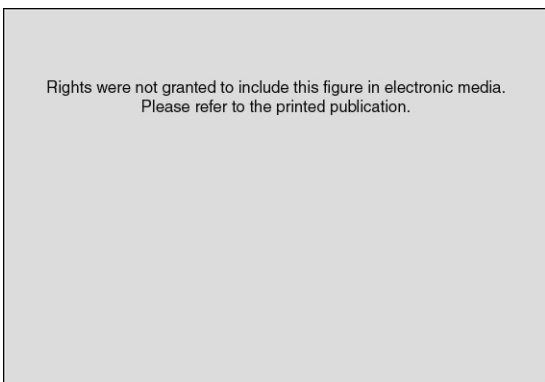 Rights were not granted to include this figure in electronic media.
Please refer to the printed publication.